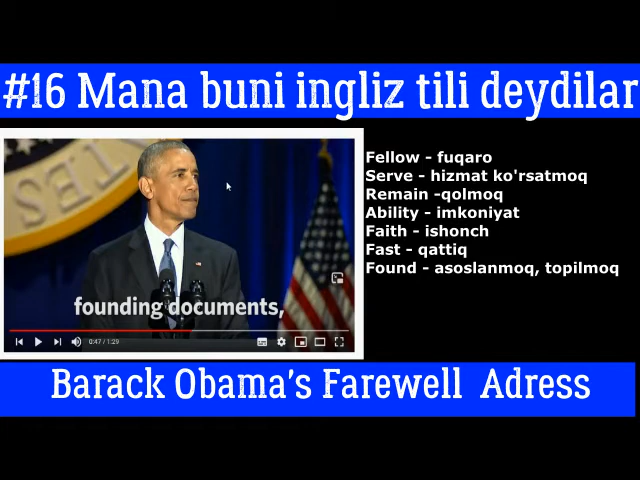 #16 Mana buni ingliz tili deydilar
TES
Fellow - fuqaro
Serve - hizmat ko'rsatmoq
Remain -qolmoq
Ability - imkoniyat
Faith - ishonch
Fast - qattiq
Found - asoslanmoq, topilmoq
founding documents,
0:47 / 1:29
Barack Obama's Farewell Adress